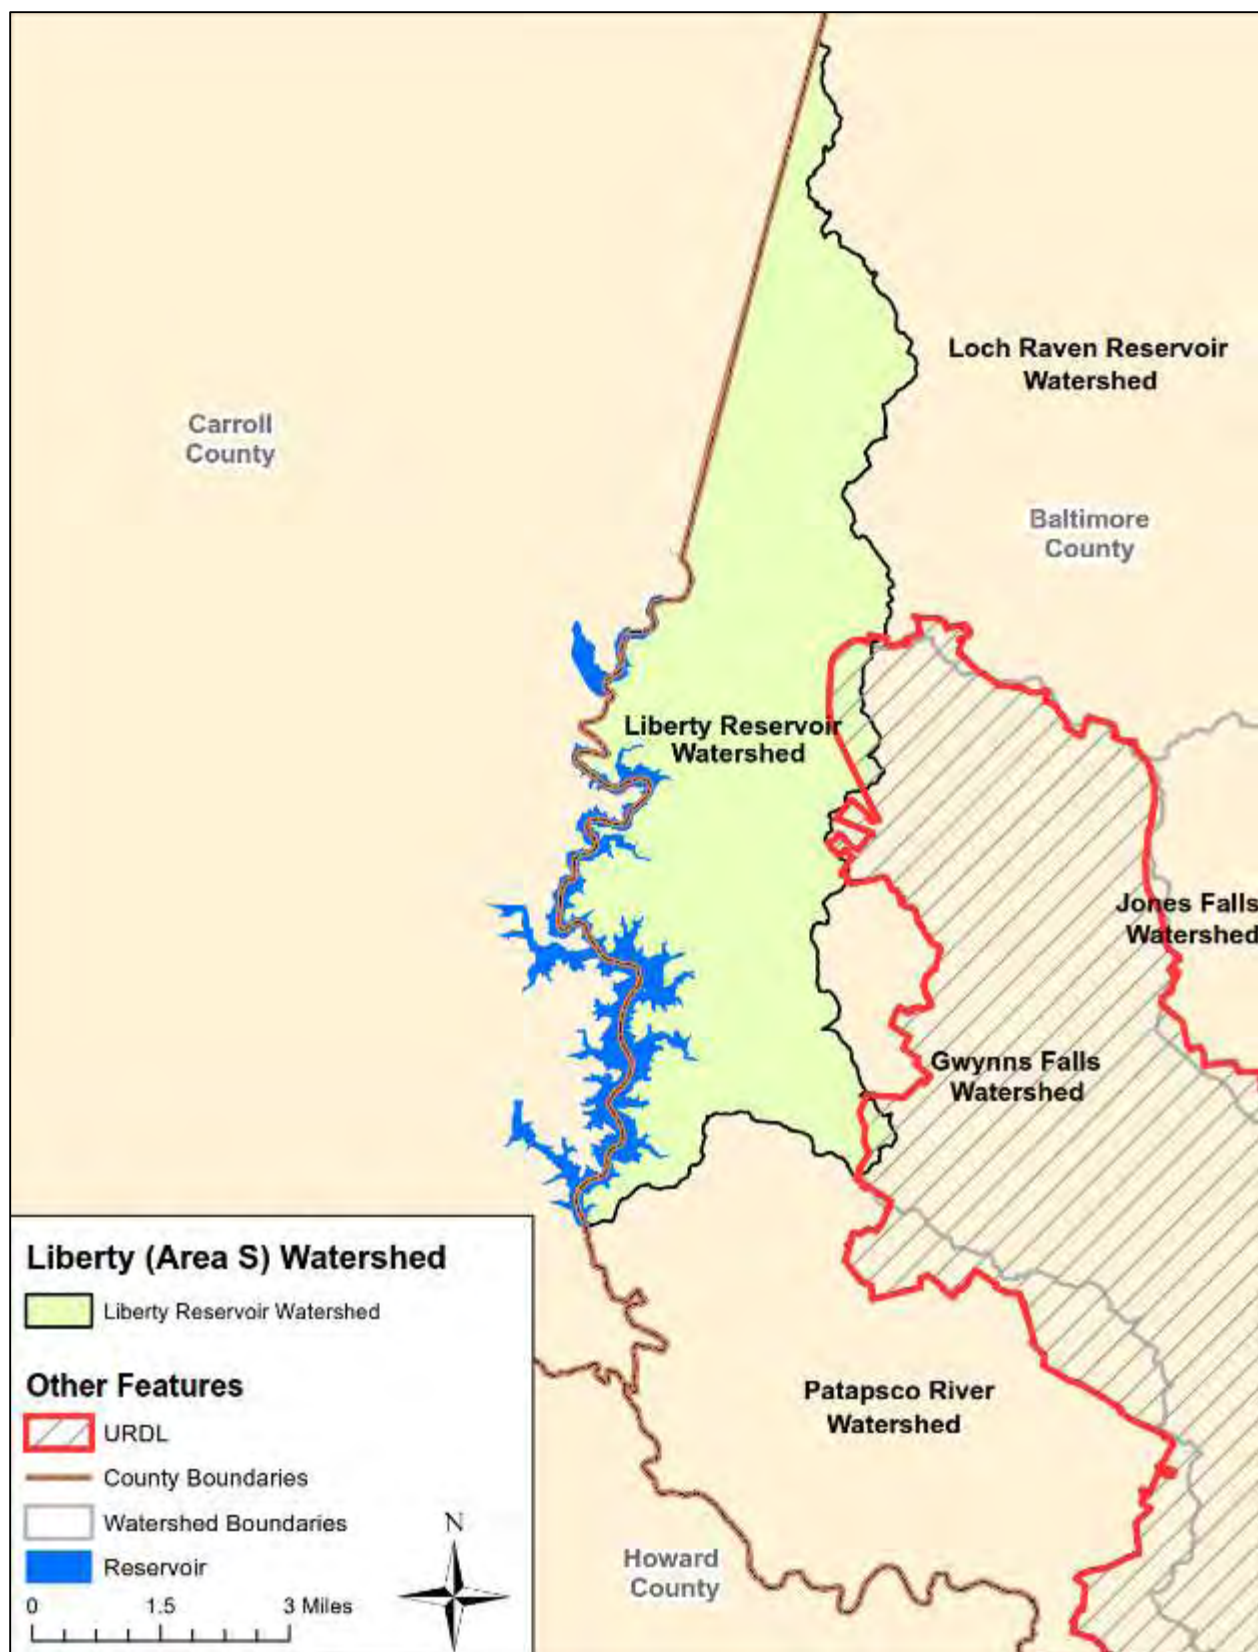 Loch Raven Reservoir
Watershed
Carroll
County
Baltimore
County
Liberty Reservoir
Watershed
Jones Falls
Watershed
Gwynns Falls
Watershed
Patapsco River
Watershed
Howard
County
Liberty (Area S) Watershed
Liberty Reservoir Watershed
Other Features
URDL
County Boundaries
Watershed Boundaries
Reservoir
N
0 1.5 3 Miles